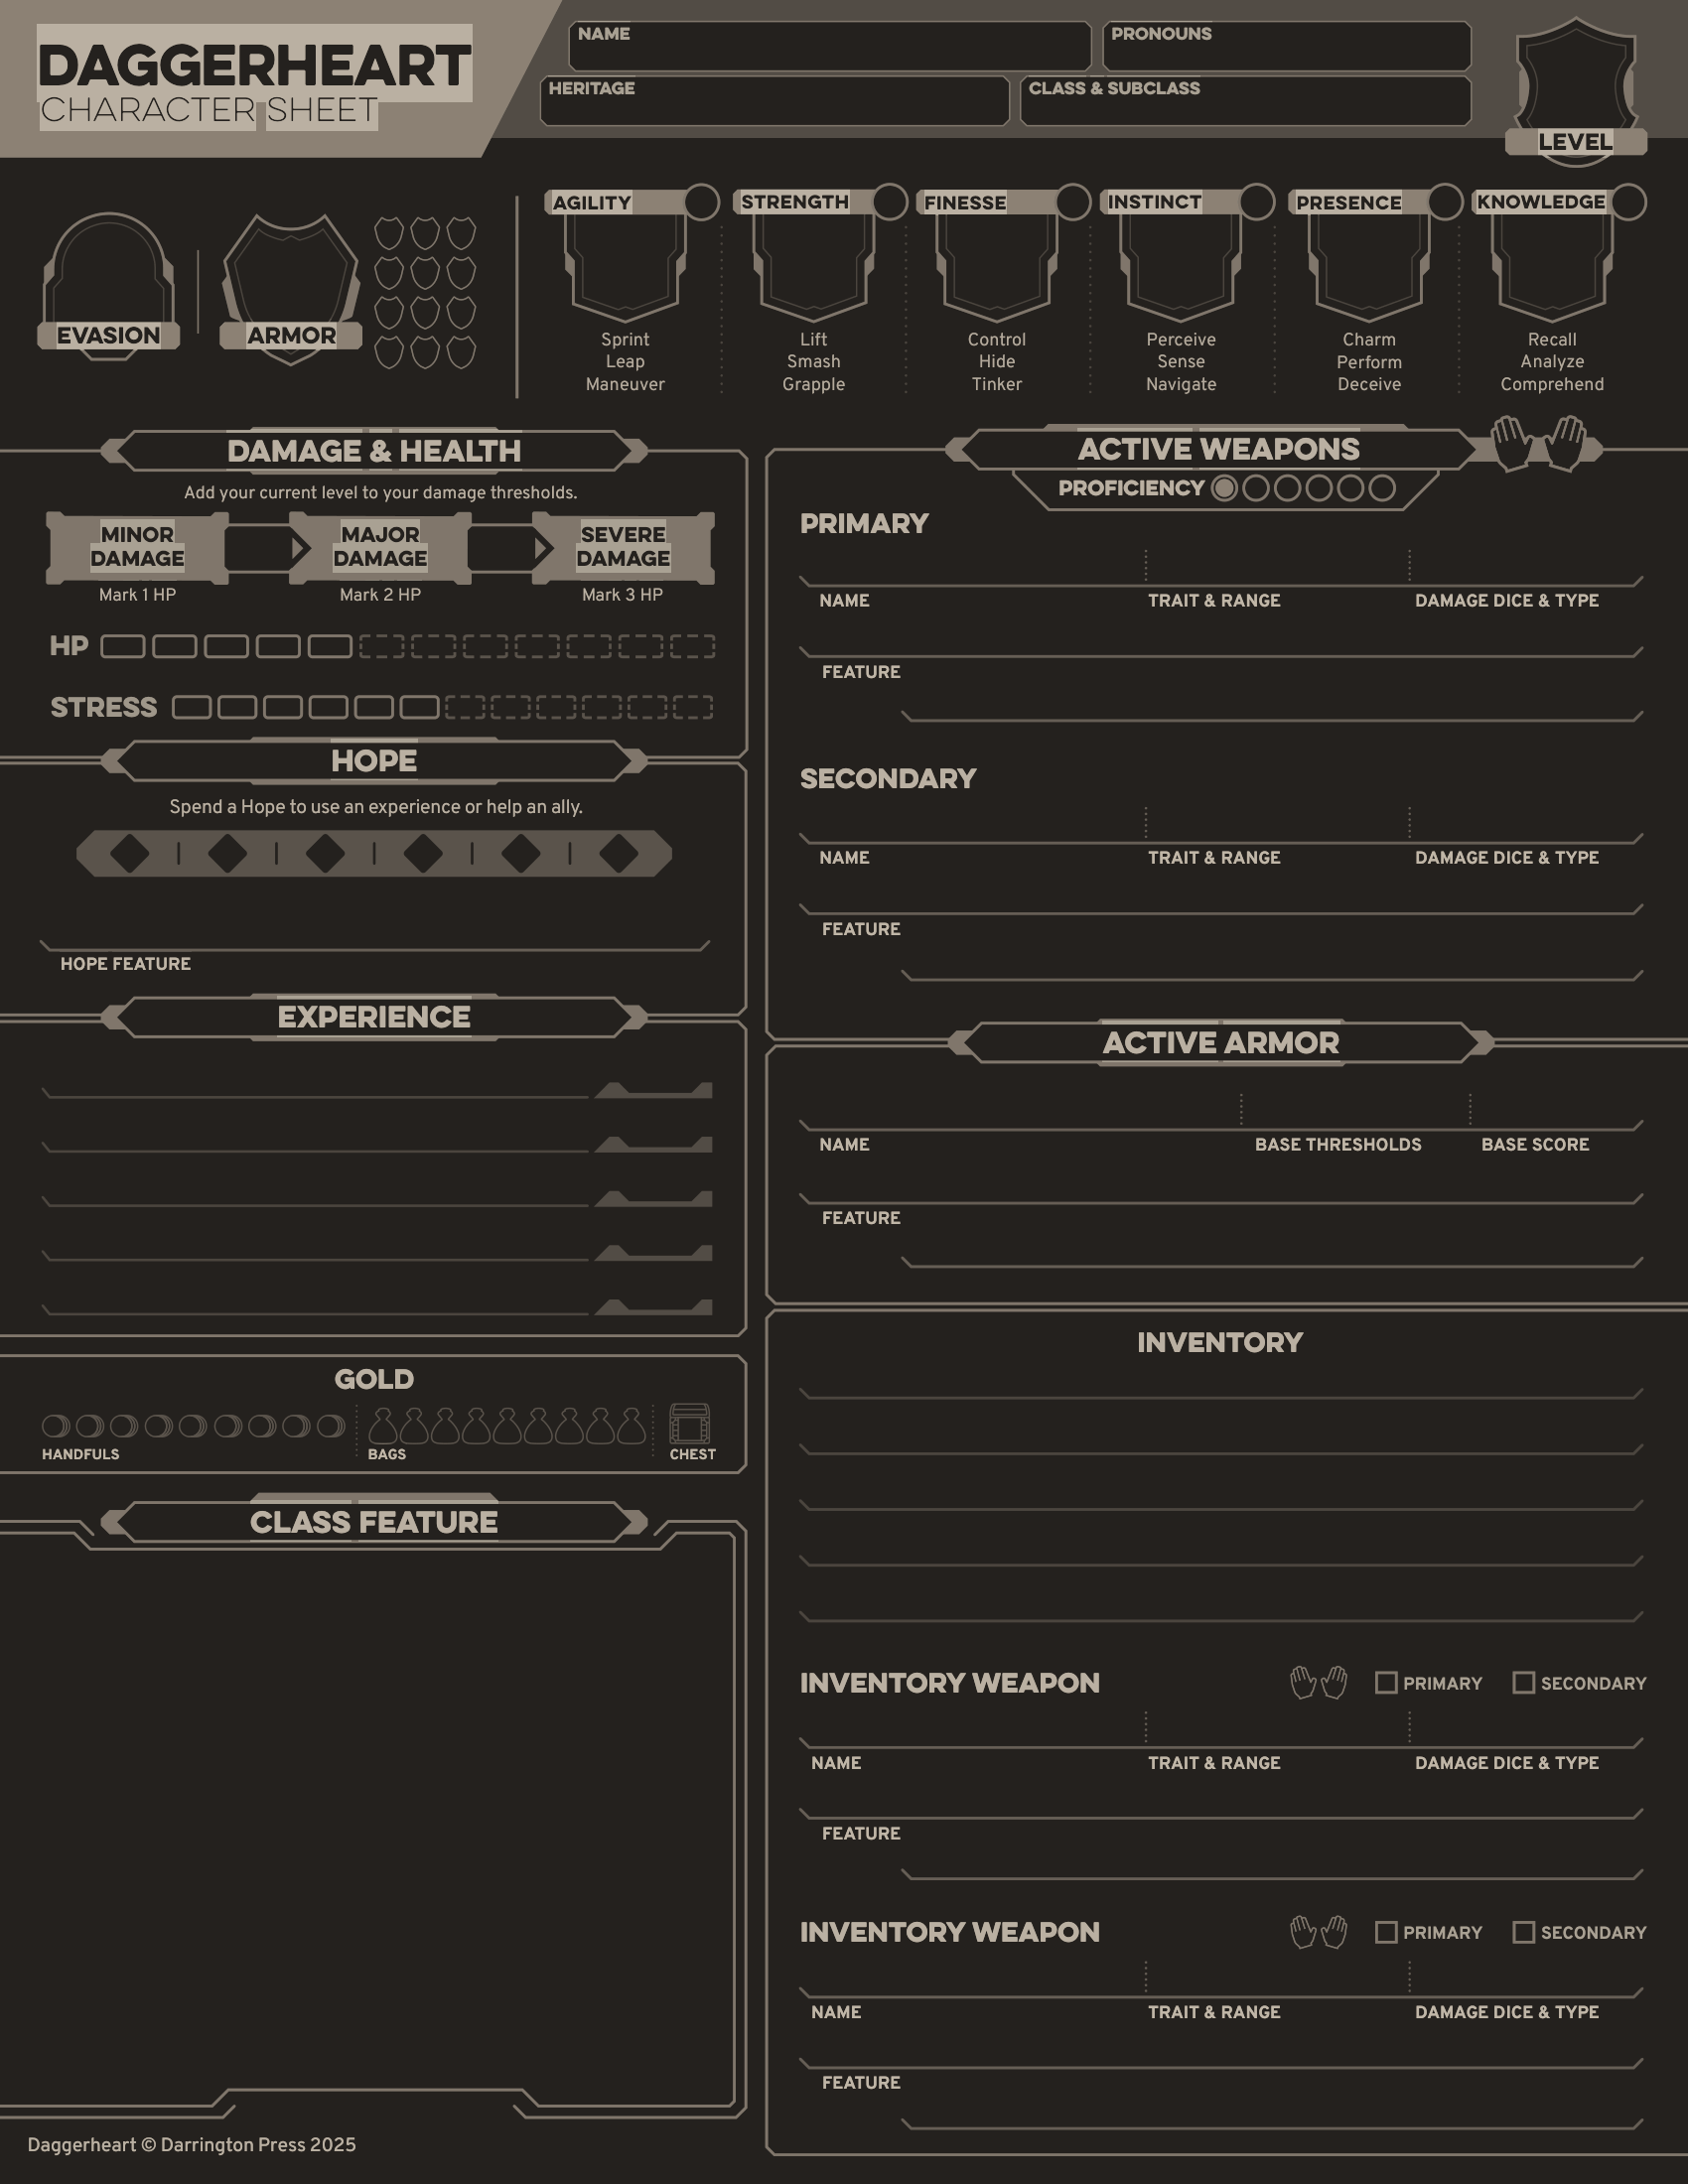 DAGGERHEART
CHARACTER SHEET
NAME
PRONOUNS
HERITAGE
CLASS & SUBCLASS
LEVEL
EVASION
ARMOR
AGILITY
Sprint
Leap
Maneuver
STRENGTH
Lift
Smash
Grapple
FINESSE
Control
Hide
Tinker
INSTINCT
Perceive
Sense
Navigate
PRESENCE
Charm
Perform
Deceive
KNOWLEDGE
Recall
Analyze
Comprehend
DAMAGE & HEALTH
Add your current level to your damage thresholds.
MINOR
DAMAGE
Mark 1 HP
MAJOR
DAMAGE
Mark 2 HP
SEVERE
DAMAGE
Mark 3 HP
HP
STRESS
HOPE
Spend a Hope to use an experience or help an ally.
HOPE FEATURE
EXPERIENCE
GOLD
HANDFULS
BAGS
CHEST
CLASS FEATURE
Daggerheart © Darrington Press 2025
ACTIVE WEAPONS
PROFICIENCY
PRIMARY
NAME
TRAIT & RANGE
DAMAGE DICE & TYPE
FEATURE
SECONDARY
NAME
TRAIT & RANGE
DAMAGE DICE & TYPE
FEATURE
ACTIVE ARMOR
NAME
BASE THRESHOLDS
BASE SCORE
FEATURE
INVENTORY
INVENTORY WEAPON
PRIMARY
SECONDARY
NAME
TRAIT & RANGE
DAMAGE DICE & TYPE
FEATURE
INVENTORY WEAPON
PRIMARY
SECONDARY
NAME
TRAIT & RANGE
DAMAGE DICE & TYPE
FEATURE